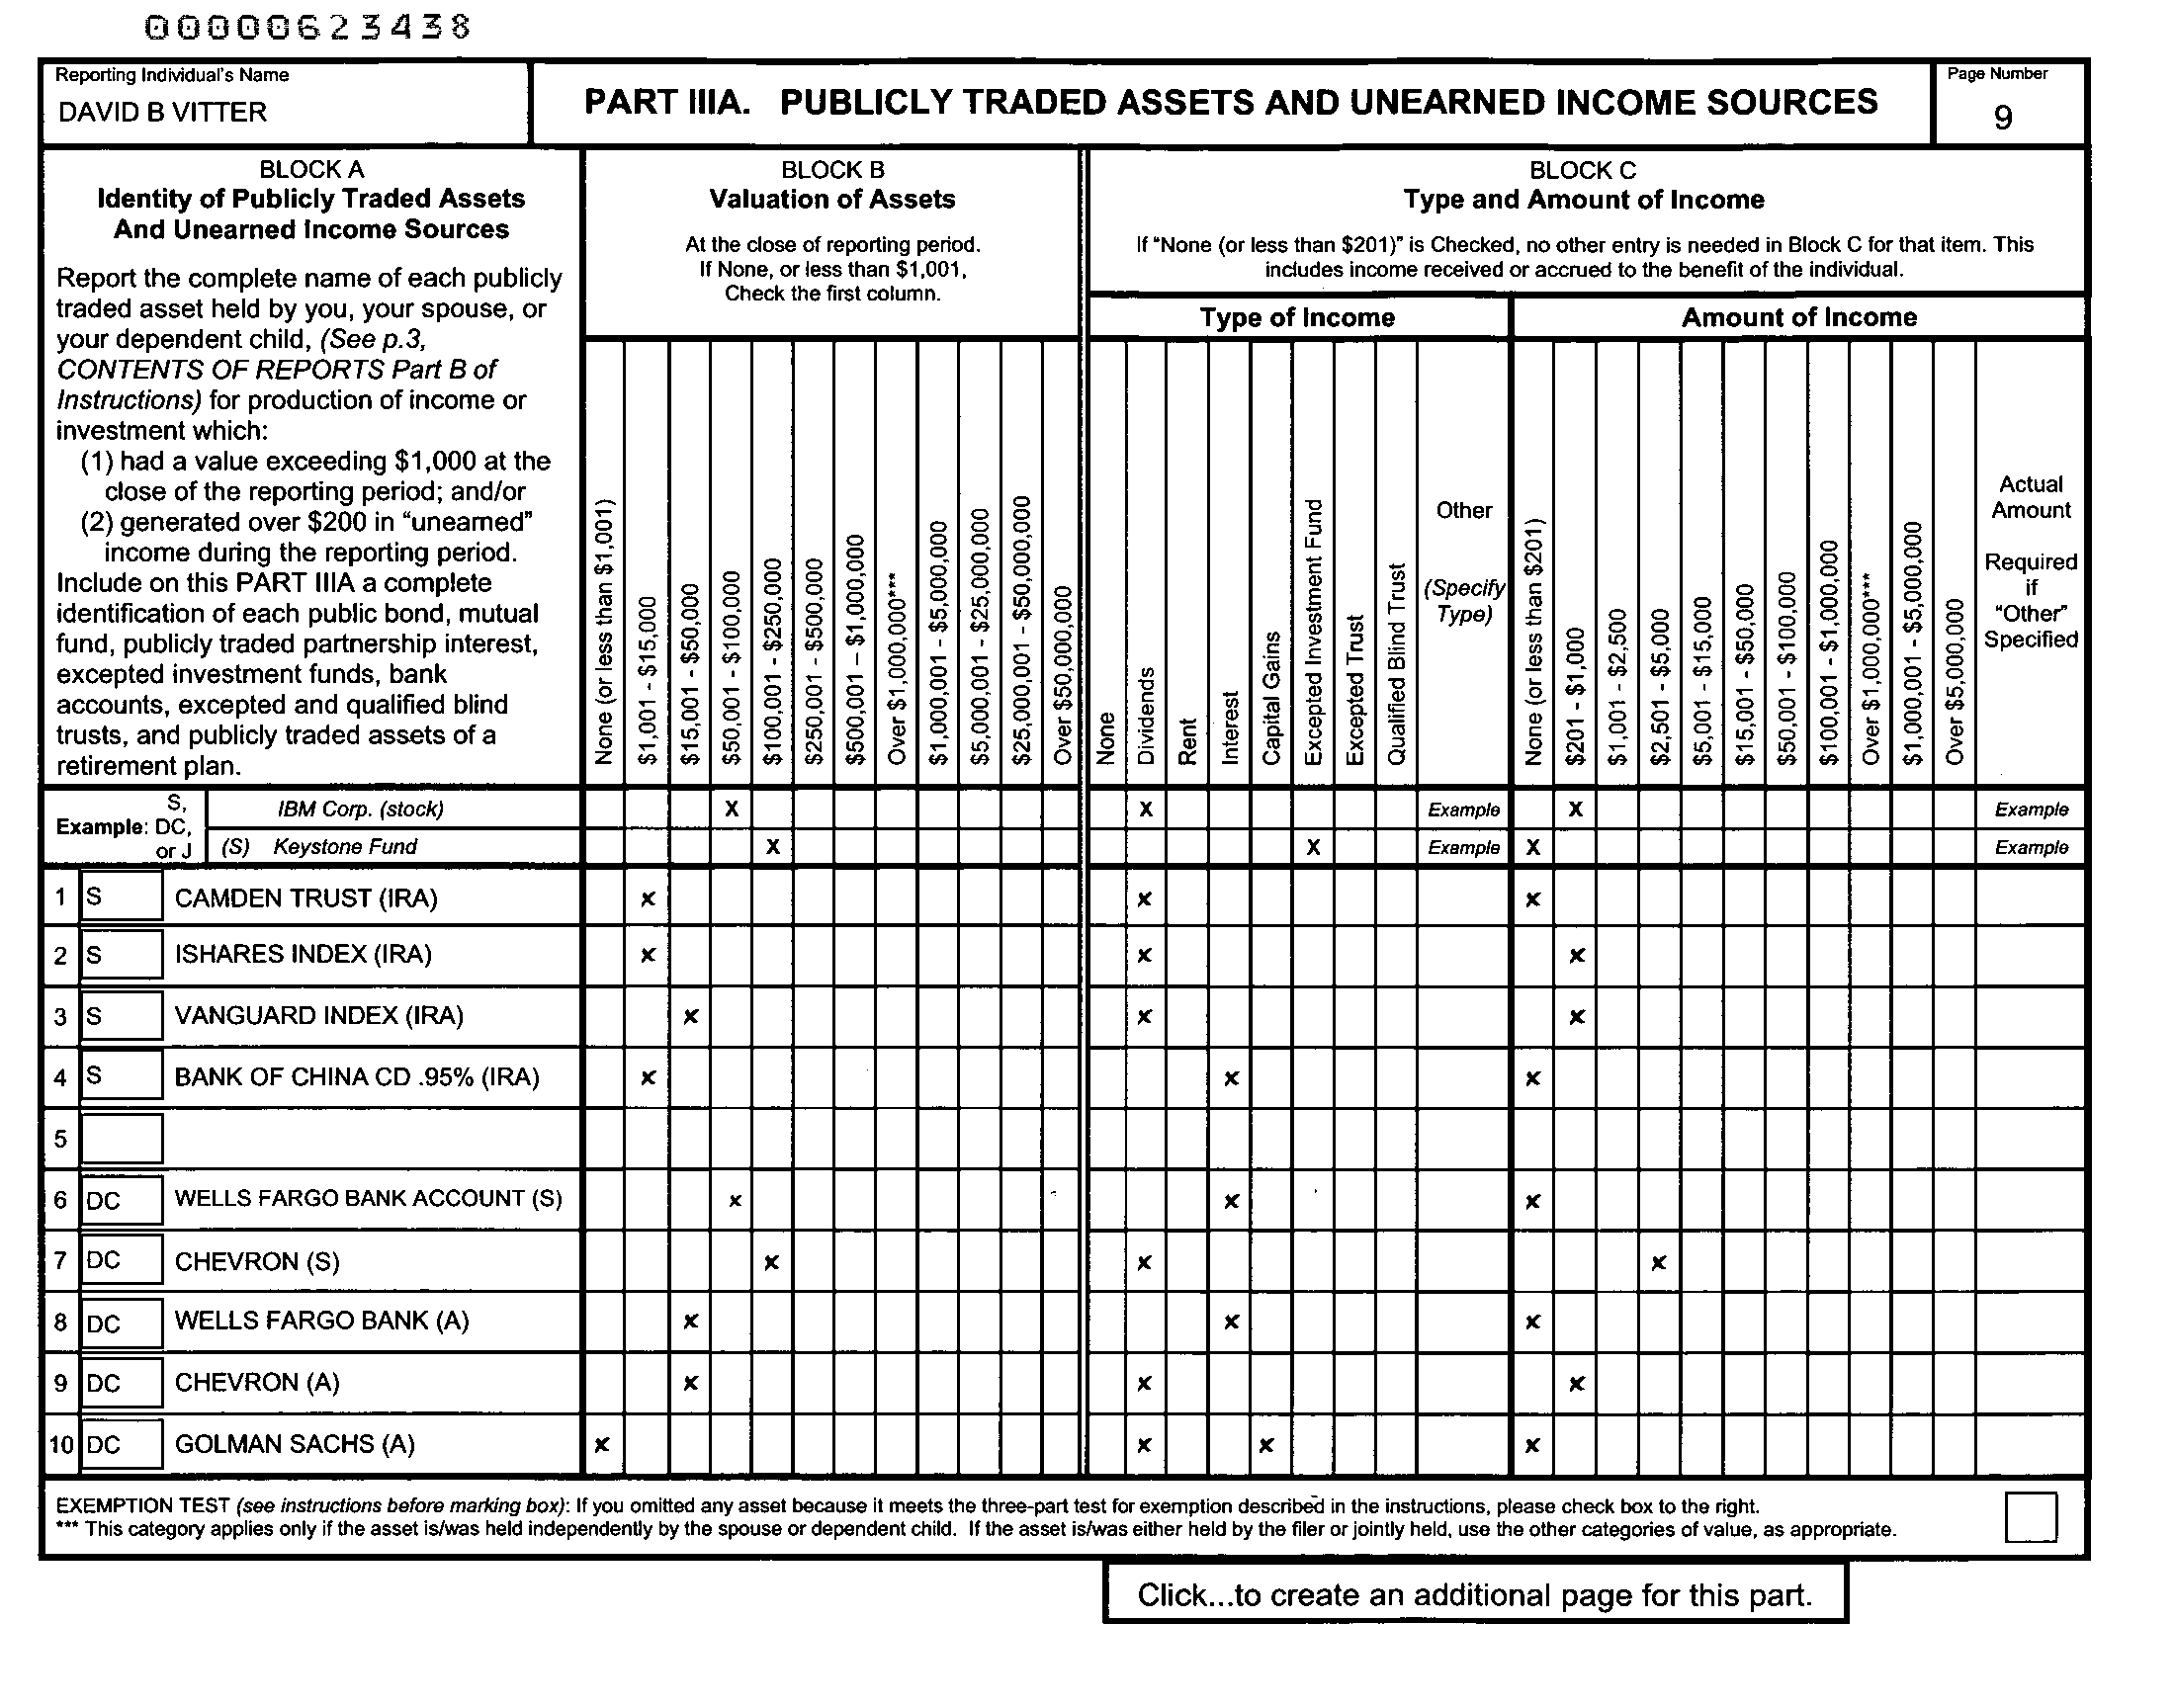 00000623438
Reporting Individual's Name
DAVID B VITTER
PART IIIA. PUBLICLY TRADED ASSETS AND UNEARNED INCOME SOURCES
Page Number
9
BLOCK A
Identity of Publicly Traded Assets
And Unearned Income Sources
Report the complete name of each publicly
traded asset held by you, your spouse, or
your dependent child, (See p.3,
CONTENTS OF REPORTS Part B of
Instructions) for production of income or
investment which:
(1) had a value exceeding $1,000 at the
close of the reporting period; and/or
(2) generated over $200 in "unearned"
income during the reporting period.
Include on this PART IIIA a complete
identification of each public bond, mutual
fund, publicly traded partnership interest,
excepted investment funds, bank
accounts, excepted and qualified blind
trusts, and publicly traded assets of a
retirement plan.
BLOCK B
Valuation of Assets
At the close of reporting period.
If None, or less than $1,001,
Check the first column.
None (or less than $1,001)
$1,001 - $15,000
$15,001 - $50,000
$50,001 - $100,000
$100,001 - $250,000
$250,001 - $500,000
$500,001 – $1,000,000
Over $1,000,000***
$1,000,001 - $5,000,000
$5,000,001 - $25,000,000
$25,000,001 - $50,000,000
Over $50,000,000
BLOCK C
Type and Amount of Income
If "None (or less than $201)" is Checked, no other entry is needed in Block C for that item. This
includes income received or accrued to the benefit of the individual.
Type of Income
None
Dividends
Rent
Interest
Capital Gains
Excepted Investment Fund
Excepted Trust
Qualified Blind Trust
Other
(Specify
Type)
Amount of Income
None (or less than $201)
$201 - $1,000
$1,001 - $2,500
$2,501 - $5,000
$5,001 - $15,000
$15,001 - $50,000
$50,001 - $100,000
$100,001 - $1,000,000
Over $1,000,000***
$1,000,001 - $5,000,000
Over $5,000,000
Actual
Amount
Required
if
"Other"
Specified
Example: S, DC, or J
IBM Corp. (stock) X X Example X Example
(S) Keystone Fund X X Example X Example
1 S CAMDEN TRUST (IRA) x x x
2 S ISHARES INDEX (IRA) x x x
3 S VANGUARD INDEX (IRA) x x x
4 S BANK OF CHINA CD .95% (IRA) x x x
5
6 DC WELLS FARGO BANK ACCOUNT (S) x x x
7 DC CHEVRON (S) x x x
8 DC WELLS FARGO BANK (A) x x x
9 DC CHEVRON (A) x x x
10 DC GOLMAN SACHS (A) x x x x
EXEMPTION TEST (see instructions before marking box): If you omitted any asset because it meets the three-part test for exemption described in the instructions, please check box to the right.
*** This category applies only if the asset is/was held independently by the spouse or dependent child. If the asset is/was either held by the filer or jointly held, use the other categories of value, as appropriate.
Click...to create an additional page for this part.